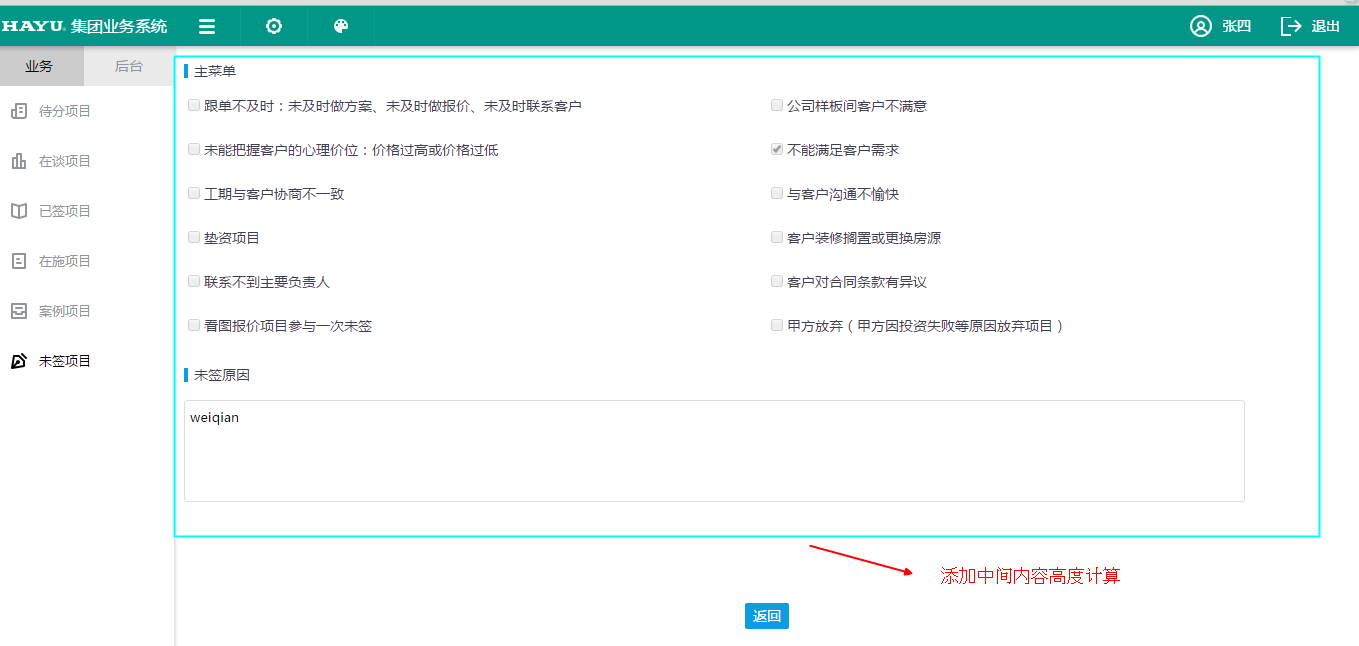 HAYU. 集团业务系统 张四 退出
业务 后台
待分项目
在谈项目
已签项目
在施项目
案例项目
未签项目
主菜单
跟单不及时：未及时做方案、未及时做报价、未及时联系客户 公司样板间客户不满意
未能把握客户的心理价位：价格过高或价格过低 不能满足客户需求
工期与客户协商不一致 与客户沟通不愉快
垫资项目 客户装修搁置或更换房源
联系不到主要负责人 客户对合同条款有异议
看图报价项目参与一次未签 甲方放弃（甲方因投资失败等原因放弃项目）
未签原因
weiqian
添加中间内容高度计算
返回